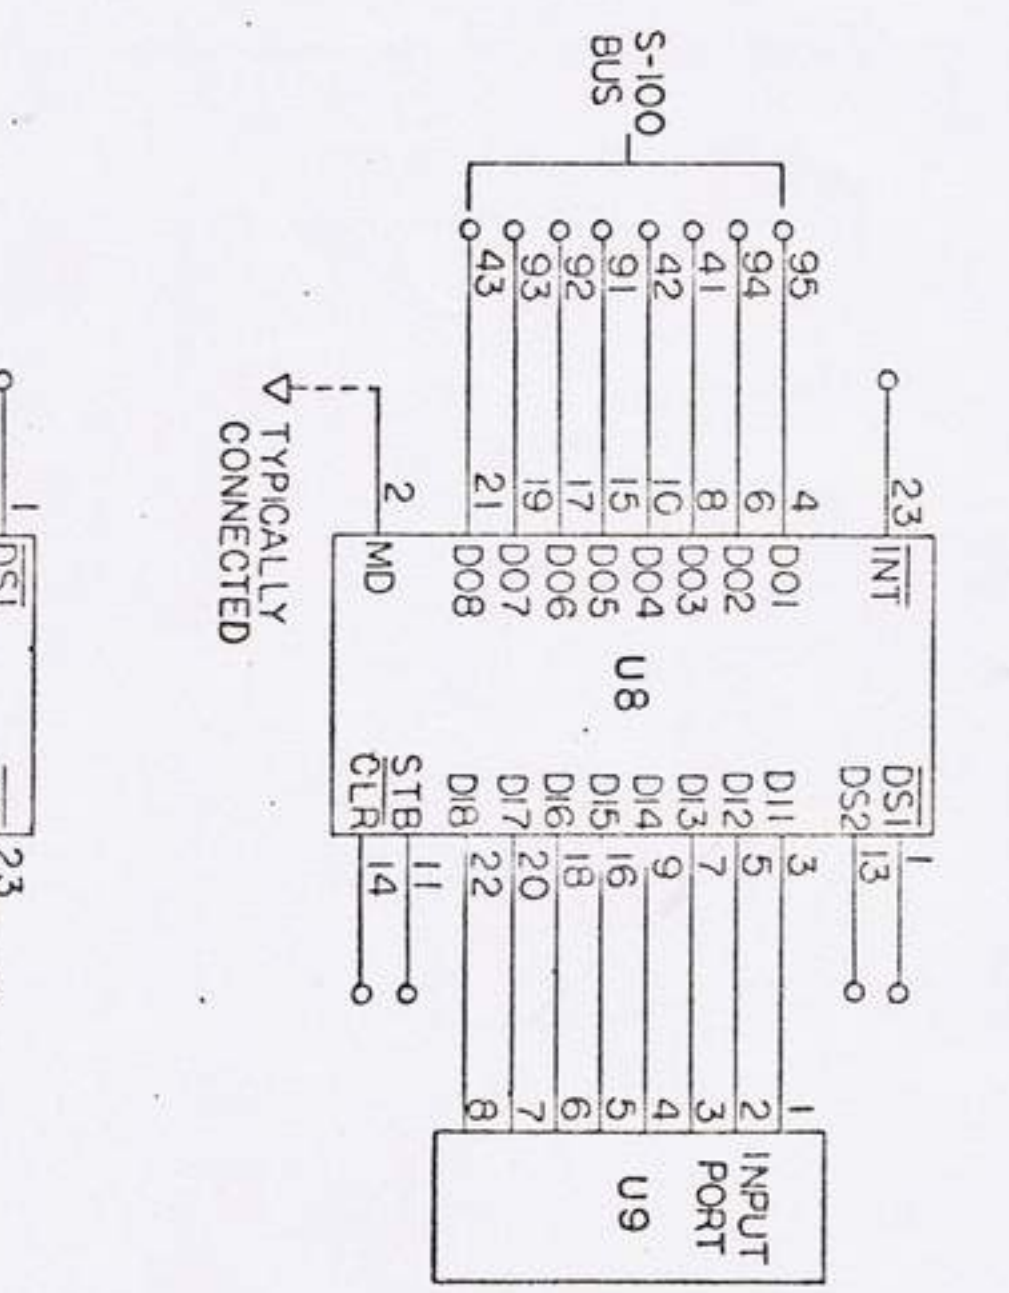 S-100
BUS
95
94
41
42
91
92
93
43
23
4
6
8
10
15
17
19
21
2
TYPICALLY
CONNECTED
INT
DO1
DO2
DO3
DO4
DO5
DO6
DO7
DO8
MD
U8
DS1
DS2
DI1
DI2
DI3
DI4
DI5
DI6
DI7
DI8
STB
CLR
1
13
3
5
7
9
16
18
20
22
11
14
1
2
3
4
5
6
7
8
INPUT
PORT
U9
1
DS1
23